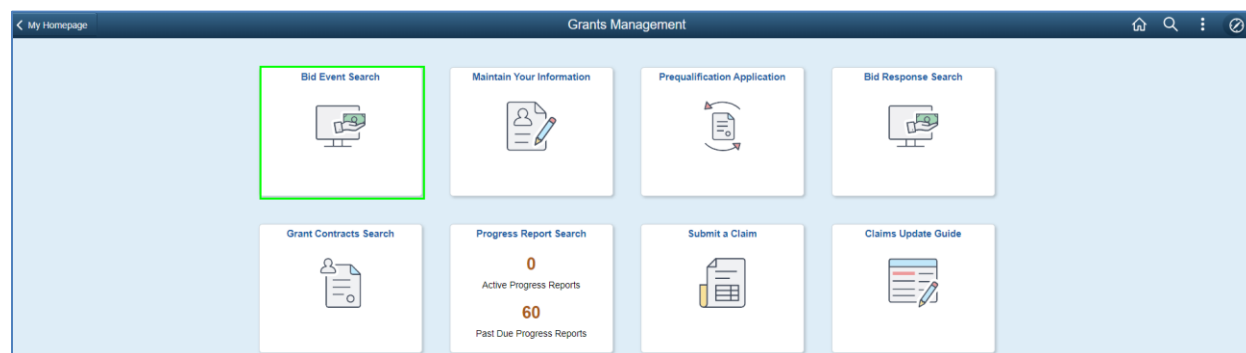 My Homepage
Grants Management
Bid Event Search
Maintain Your Information
Prequalification Application
Bid Response Search
Grant Contracts Search
Progress Report Search
0
Active Progress Reports
60
Past Due Progress Reports
Submit a Claim
Claims Update Guide